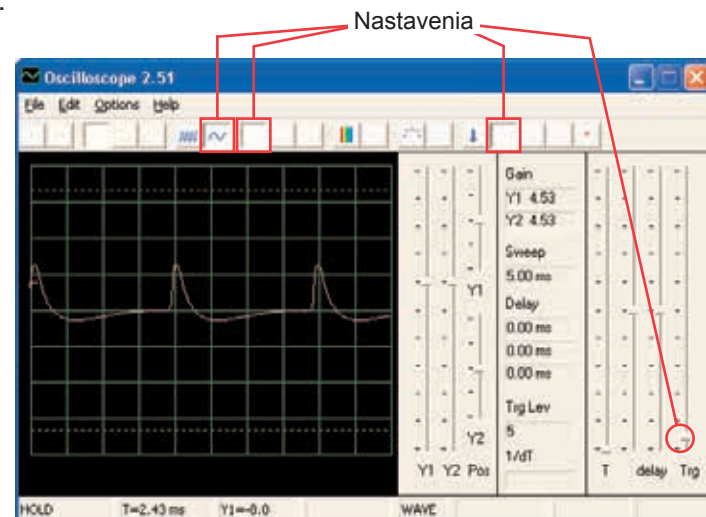 Nastavenia
Oscilloscope 2.51
File Edit Options Help
Gain
Y1 4.53
Y2 4.53
Sweep
5.00 ms
Y1
Delay
0.00 ms
0.00 ms
0.00 ms
Trg Lev
5
Y2
1/dT
Y1 Y2 Pos
T delay Trg
HOLD T=2.43 ms Y1=-0.0 WAVE